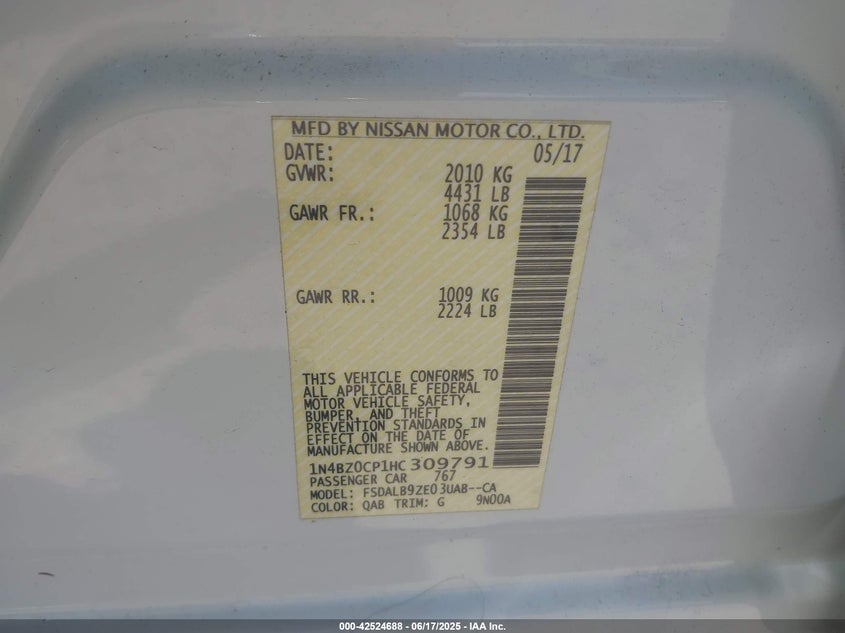 MFD BY NISSAN MOTOR CO., LTD.
DATE: 05/17
GVWR: 2010 KG
4431 LB
GAWR FR.: 1068 KG
2354 LB
GAWR RR.: 1009 KG
2224 LB
THIS VEHICLE CONFORMS TO
ALL APPLICABLE FEDERAL
MOTOR VEHICLE SAFETY,
BUMPER, AND THEFT
PREVENTION STANDARDS IN
EFFECT ON THE DATE OF
MANUFACTURE SHOWN ABOVE.
1N4BZ0CP1HC 309791
PASSENGER CAR 767
MODEL: FSDALB9ZE03UAB--CA
COLOR: QAB TRIM: G 9N00A
000-42524688 - 06/17/2025 - IAA Inc.